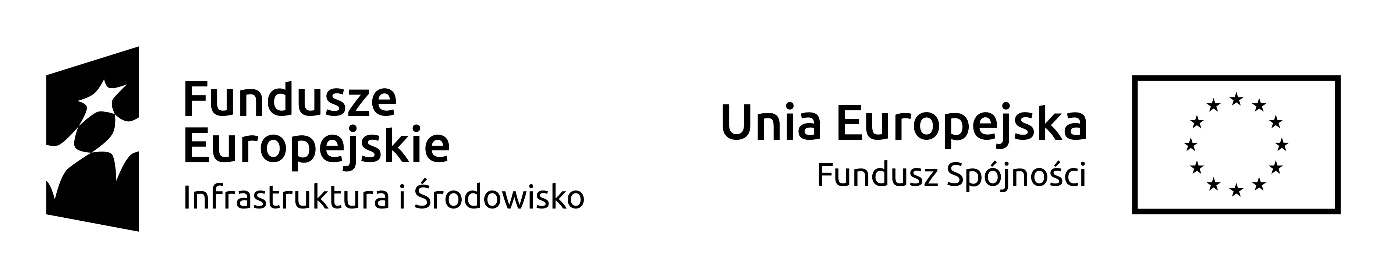 Fundusze
Europejskie
Infrastruktura i Środowisko
Unia Europejska
Fundusz Spójności